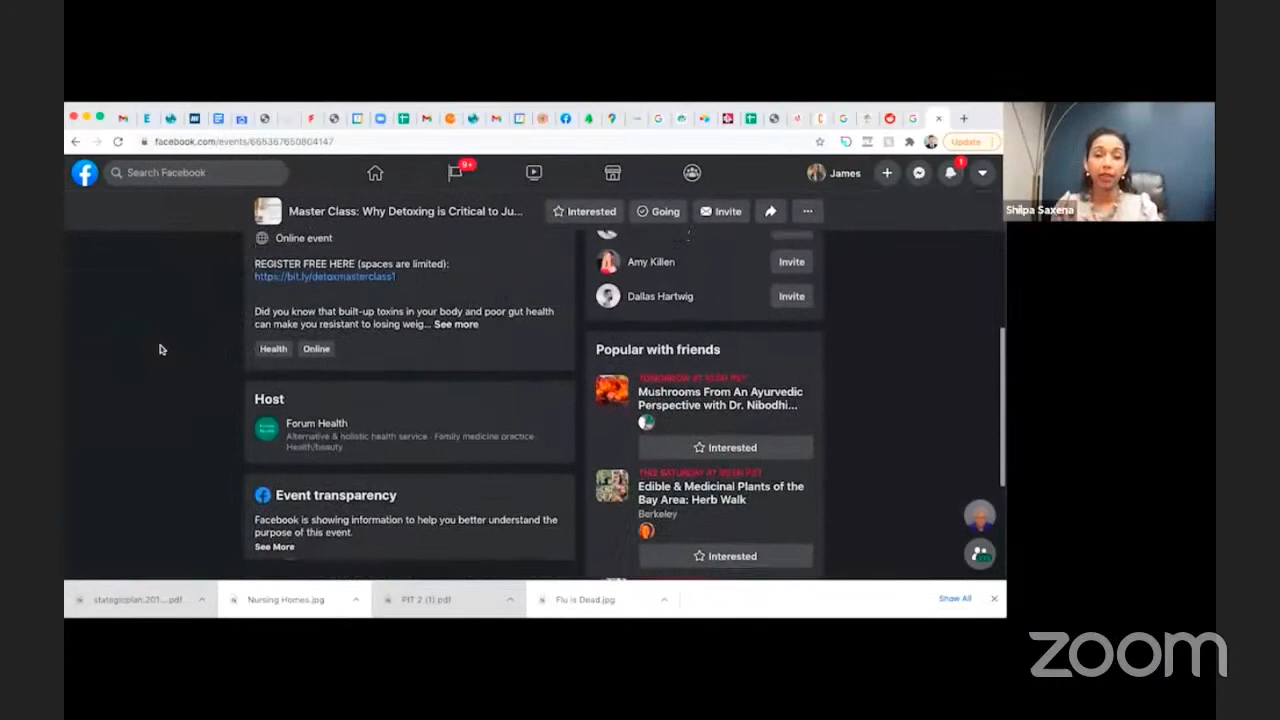 facebook.com/events/665367650804147
Update
Search Facebook
9+
James
1
Master Class: Why Detoxing is Critical to Ju...
Interested
Going
Invite
Shilpa Saxena
Online event
REGISTER FREE HERE (spaces are limited):
https://bit.ly/detoxmasterclass1
Did you know that built-up toxins in your body and poor gut health
can make you resistant to losing weig... See more
Health
Online
Host
Forum Health
Alternative & holistic health service · Family medicine practice ·
Health/beauty
Event transparency
Facebook is showing information to help you better understand the
purpose of this event.
See More
Amy Killen
Invite
Dallas Hartwig
Invite
Popular with friends
Mushrooms From An Ayurvedic
Perspective with Dr. Nibodhi...
Interested
Edible & Medicinal Plants of the
Bay Area: Herb Walk
Berkeley
Interested
Nursing Homes.jpg
PIT 2 (1).pdf
Flu is Dead.jpg
Show All
zoom